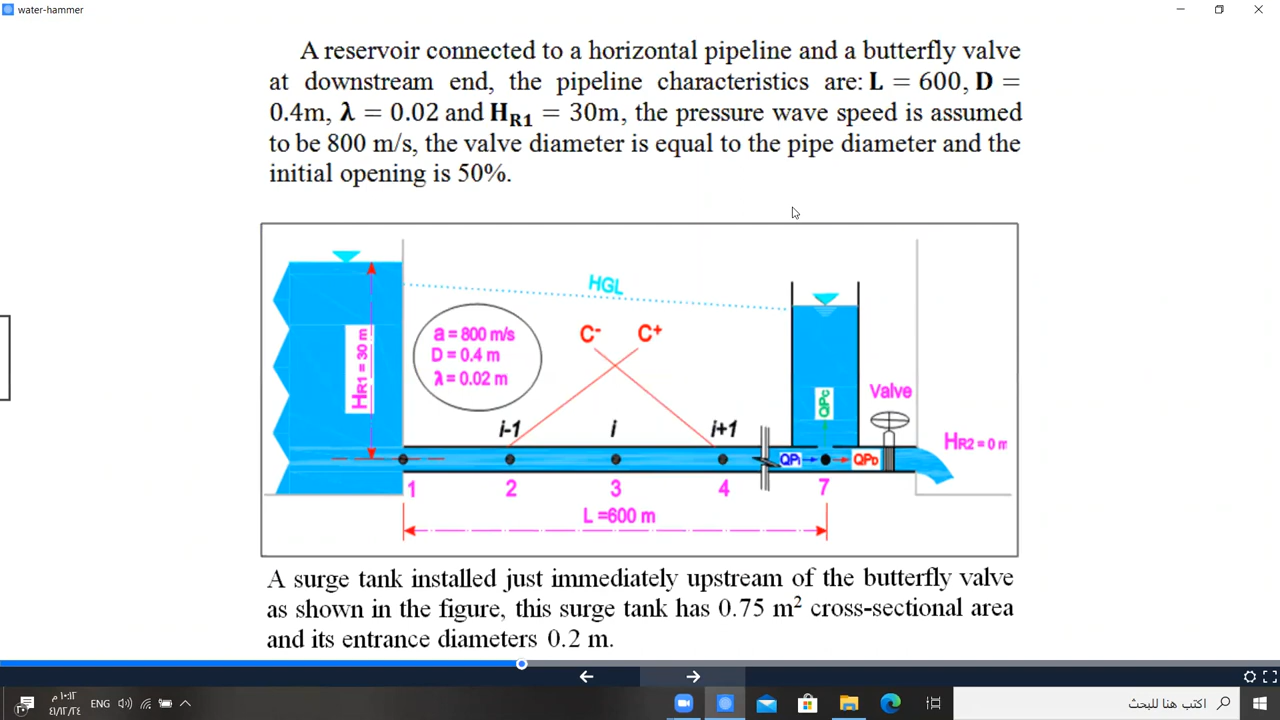 water-hammer
A reservoir connected to a horizontal pipeline and a butterfly valve
at downstream end, the pipeline characteristics are: L = 600, D =
0.4m, λ = 0.02 and H_R1 = 30m, the pressure wave speed is assumed
to be 800 m/s, the valve diameter is equal to the pipe diameter and the
initial opening is 50%.
HGL
a = 800 m/s
D = 0.4 m
λ = 0.02 m
C- C+
HR1 = 30 m
QPc
Valve
i-1 i i+1
HR2 = 0 m
QPi QPD
1 2 3 4 7
L =600 m
A surge tank installed just immediately upstream of the butterfly valve
as shown in the figure, this surge tank has 0.75 m² cross-sectional area
and its entrance diameters 0.2 m.
ENG
اكتب هنا للبحث